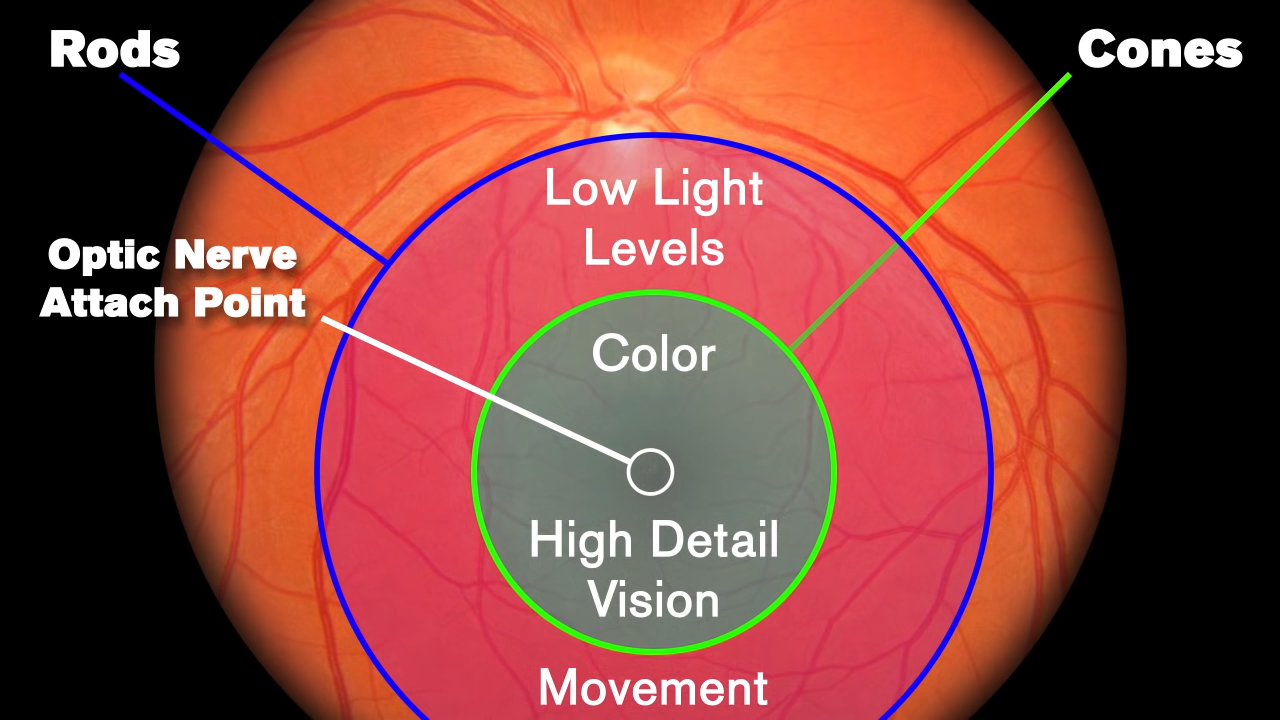 Rods
Cones
Low Light
Levels
Optic Nerve
Attach Point
Color
High Detail
Vision
Movement